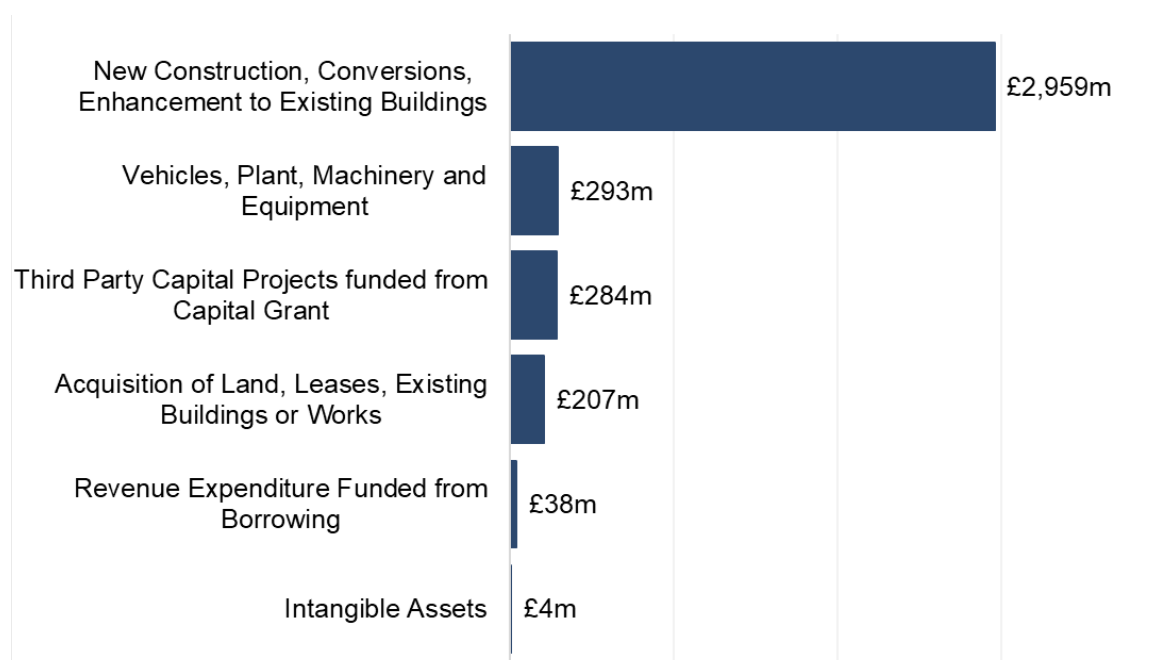 New Construction, Conversions,
Enhancement to Existing Buildings
£2,959m
Vehicles, Plant, Machinery and
Equipment
£293m
Third Party Capital Projects funded from
Capital Grant
£284m
Acquisition of Land, Leases, Existing
Buildings or Works
£207m
Revenue Expenditure Funded from
Borrowing
£38m
Intangible Assets
£4m